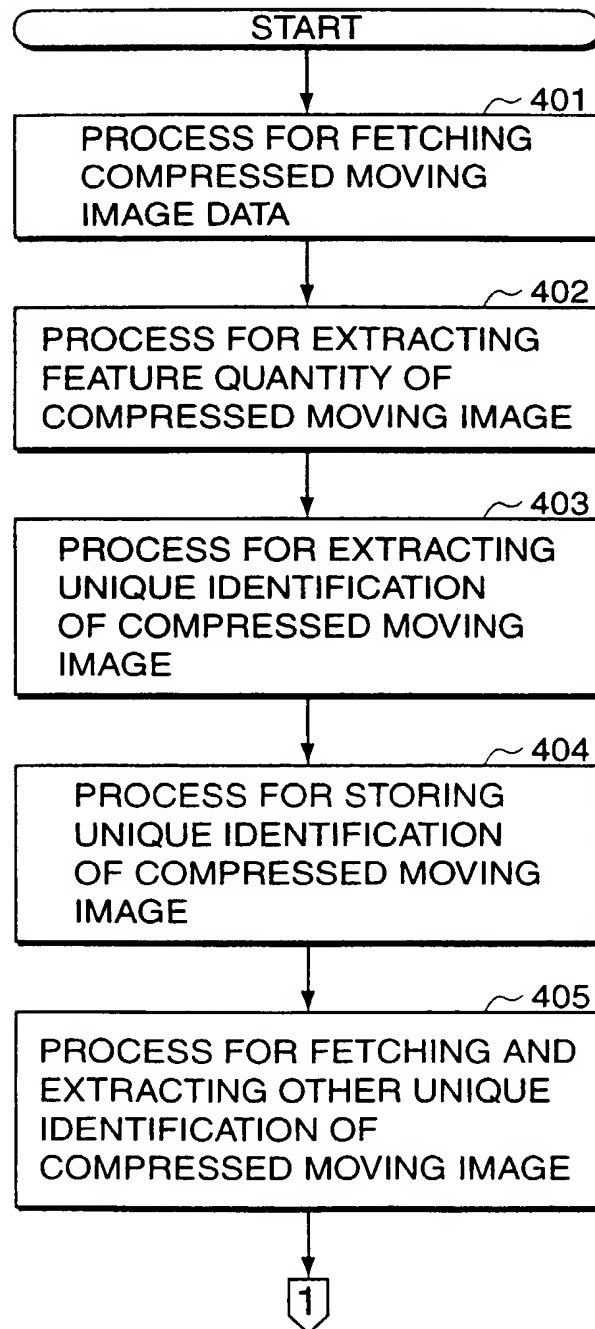 START
401
PROCESS FOR FETCHING
COMPRESSED MOVING
IMAGE DATA
402
PROCESS FOR EXTRACTING
FEATURE QUANTITY OF
COMPRESSED MOVING IMAGE
403
PROCESS FOR EXTRACTING
UNIQUE IDENTIFICATION
OF COMPRESSED MOVING
IMAGE
404
PROCESS FOR STORING
UNIQUE IDENTIFICATION
OF COMPRESSED MOVING
IMAGE
405
PROCESS FOR FETCHING AND
EXTRACTING OTHER UNIQUE
IDENTIFICATION OF
COMPRESSED MOVING IMAGE
1